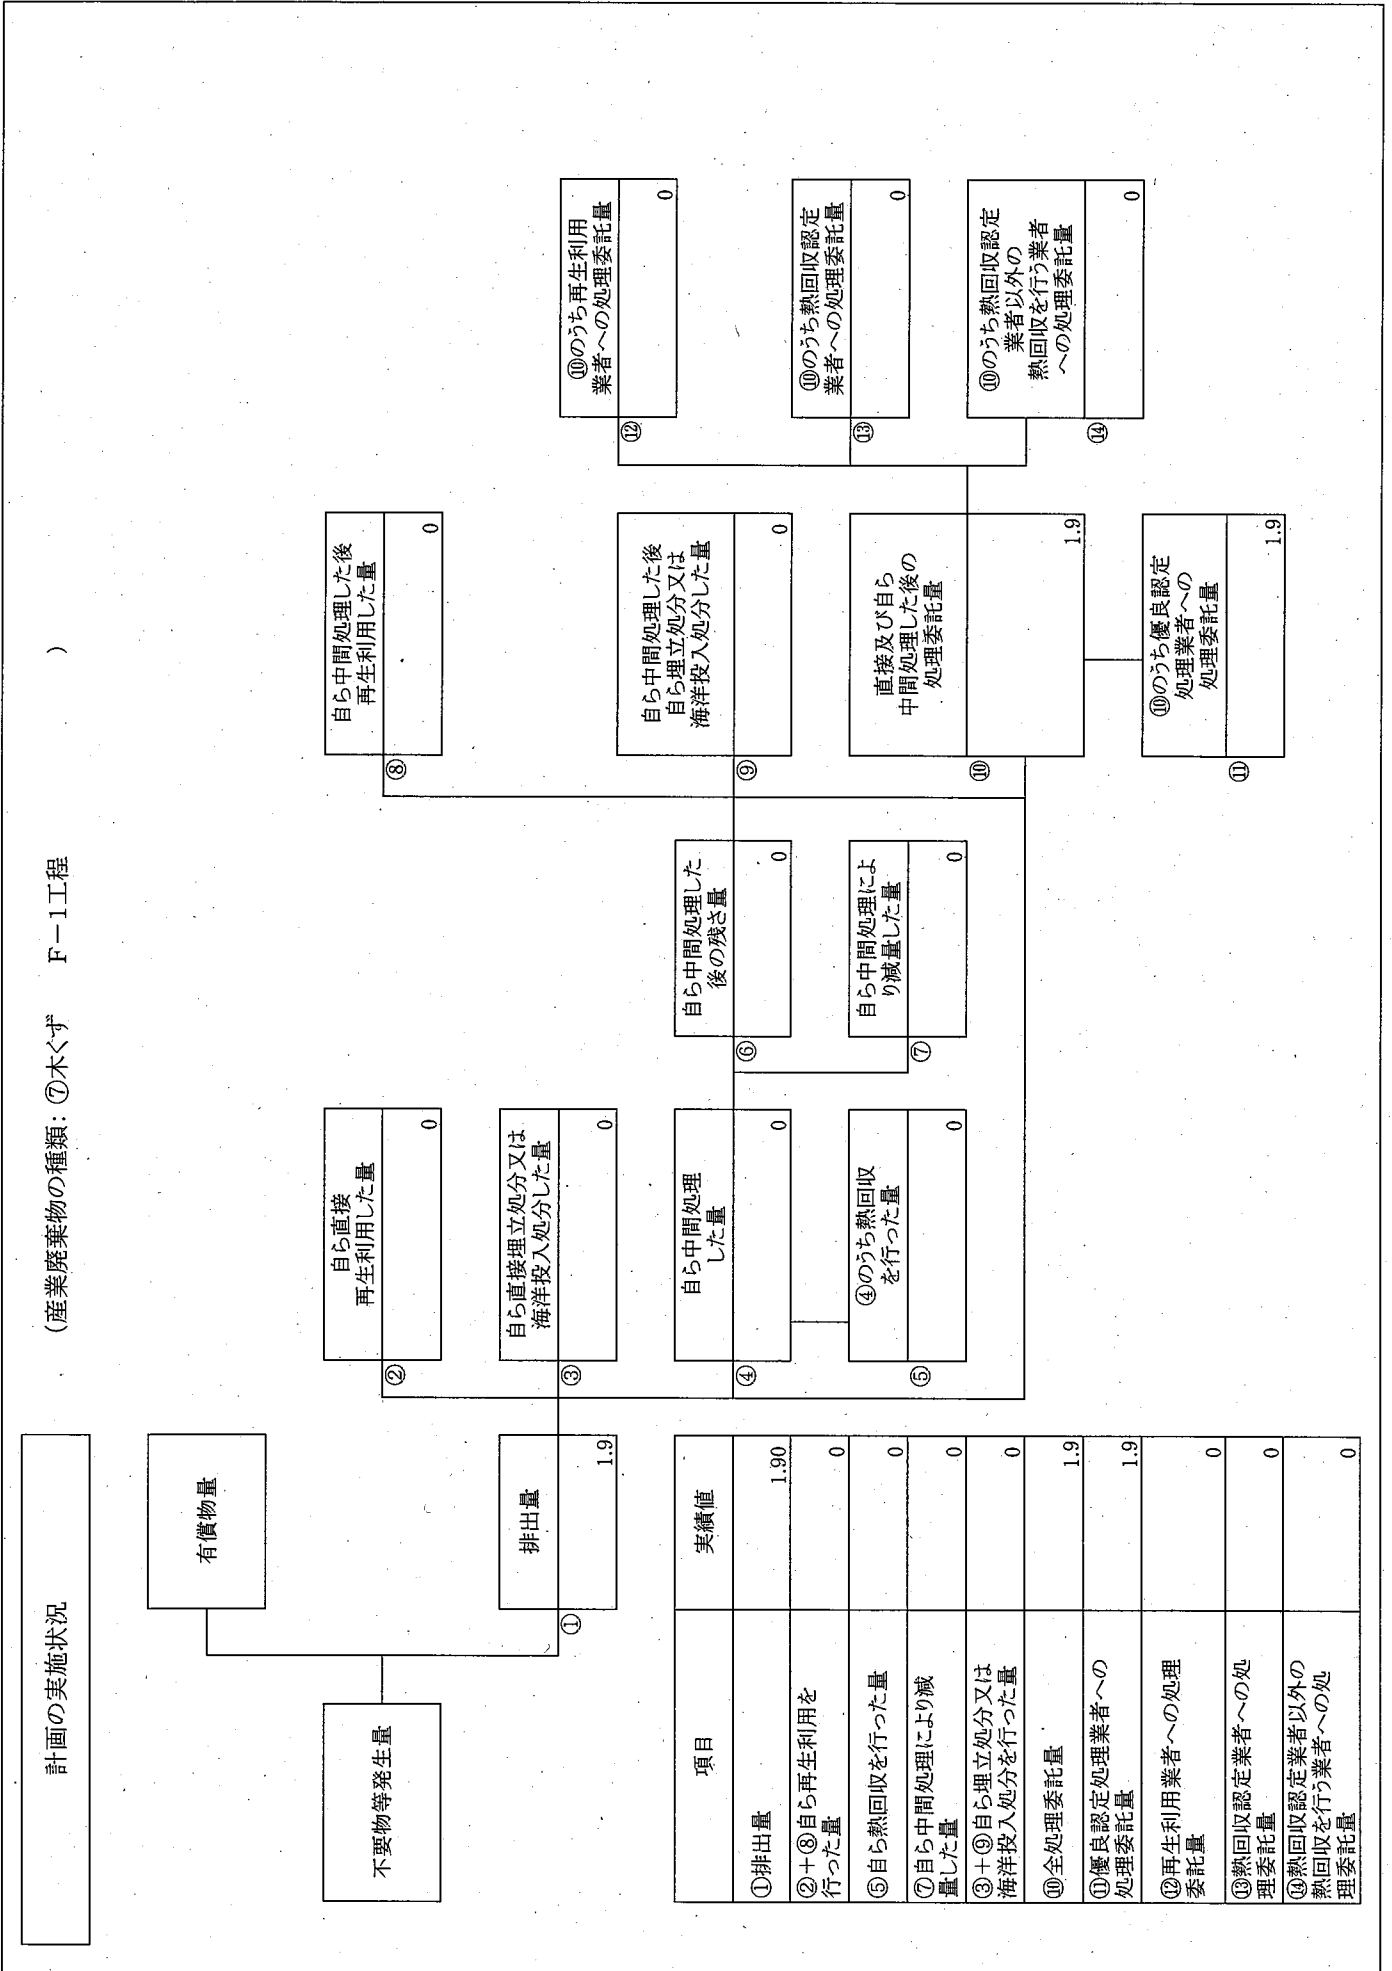 計画の実施状況
(産業廃棄物の種類：⑦木くず　F－1工程　)
不要物等発生量
有償物量
①
排出量
1.9
②
自ら直接
再生利用した量
0
③
自ら直接埋立処分又は
海洋投入処分した量
0
④
自ら中間処理
した量
0
⑤
④のうち熱回収
を行った量
0
⑥
自ら中間処理した
後の残さ量
0
⑦
自ら中間処理によ
り減量した量
0
⑧
自ら中間処理した後
再生利用した量
0
⑨
自ら中間処理した後
自ら埋立処分又は
海洋投入処分した量
0
⑩
直接及び自ら
中間処理した後の
処理委託量
1.9
⑪
⑩のうち優良認定
処理業者への
処理委託量
1.9
⑫
⑩のうち再生利用
業者への処理委託量
0
⑬
⑩のうち熱回収認定
業者への処理委託量
0
⑭
⑩のうち熱回収認定
業者以外の
熱回収を行う業者
への処理委託量
0
項目　実績値
①排出量　1.90
②＋⑧自ら再生利用を
行った量　0
⑤自ら熱回収を行った量　0
⑦自ら中間処理により減
量した量　0
③＋⑨自ら埋立処分又は
海洋投入処分を行った量　0
⑩全処理委託量　1.9
⑪優良認定処理業者への
処理委託量　1.9
⑫再生利用業者への処理
委託量　0
⑬熱回収認定業者への処
理委託量　0
⑭熱回収認定業者以外の
熱回収を行う業者への処
理委託量　0